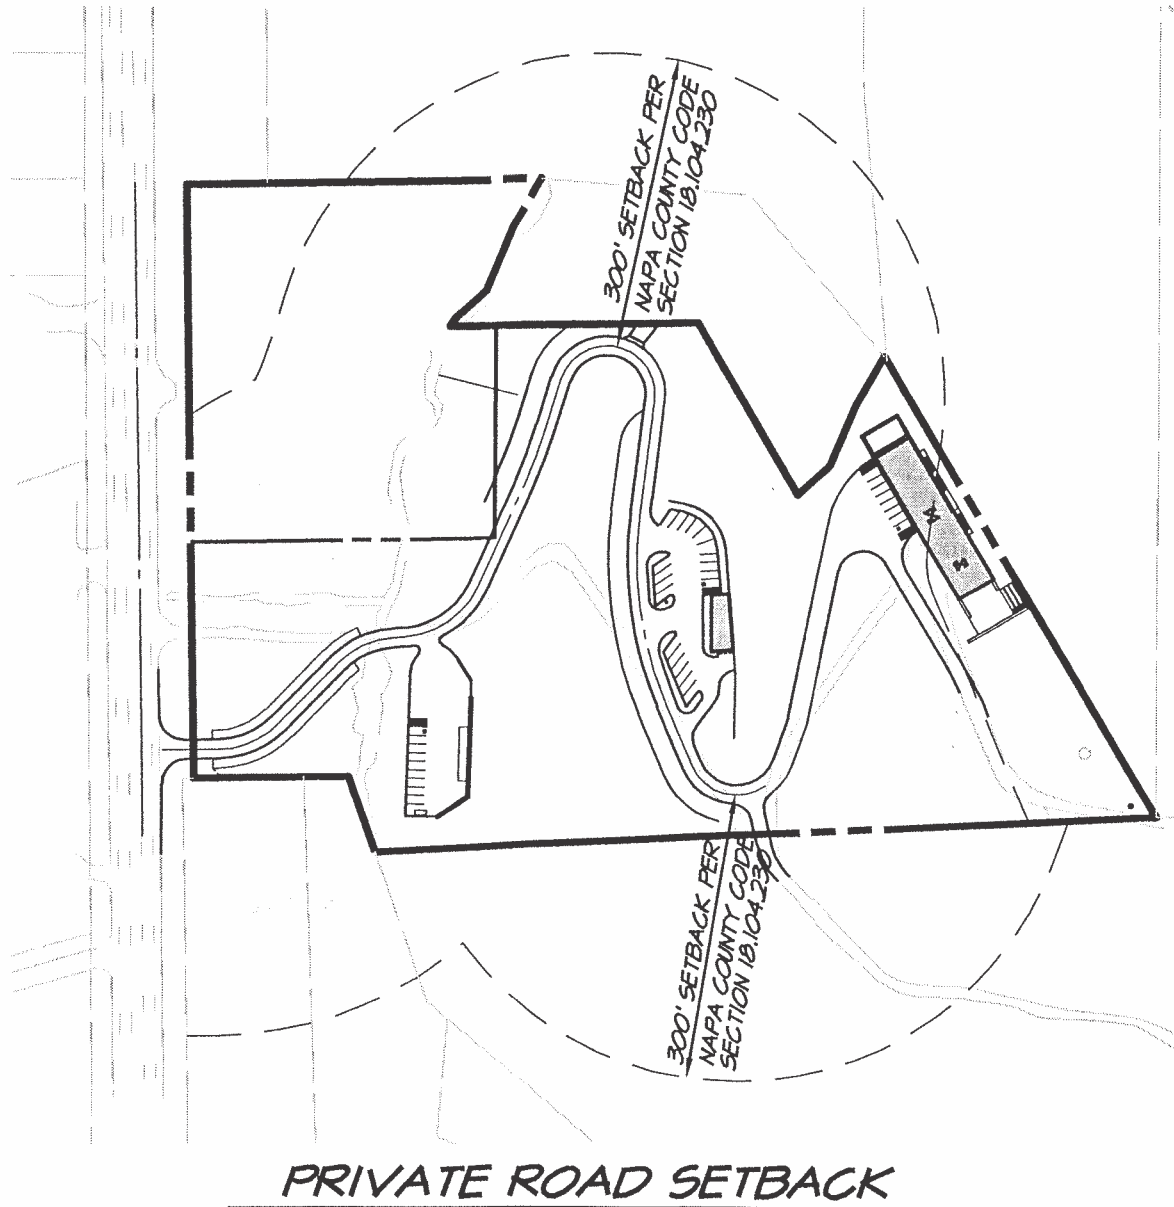 300' SETBACK PER
NAPA COUNTY CODE
SECTION 18.104.230
300' SETBACK PER
NAPA COUNTY CODE
SECTION 18.104.230
PRIVATE ROAD SETBACK